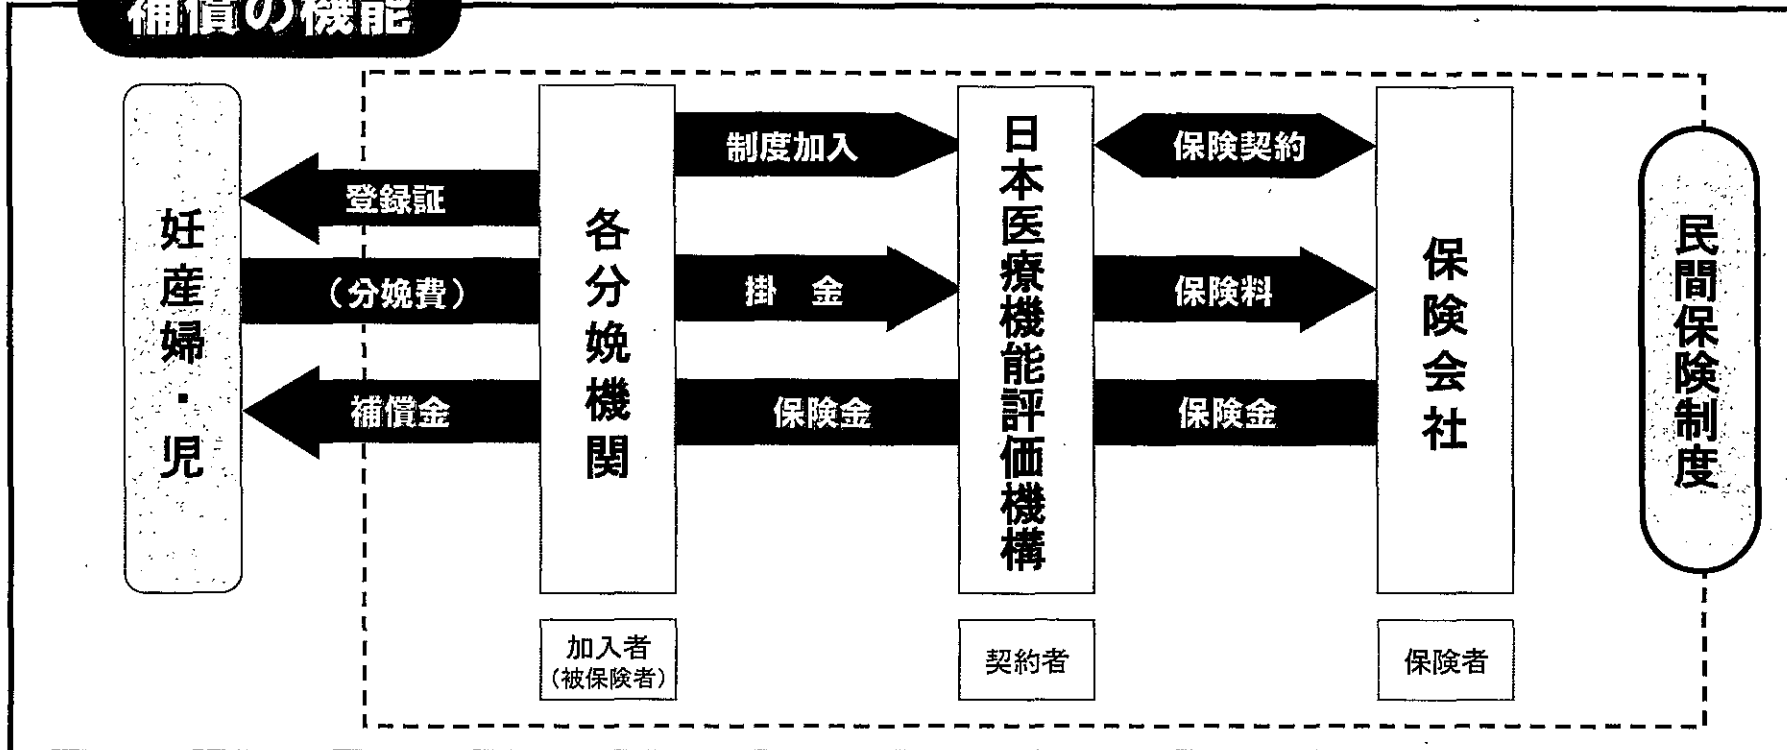 補償の機能
妊産婦・児
登録証
（分娩費）
補償金
各分娩機関
制度加入
掛　金
保険金
日本医療機能評価機構
保険契約
保険料
保険金
保険会社
民間保険制度
加入者
（被保険者）
契約者
保険者